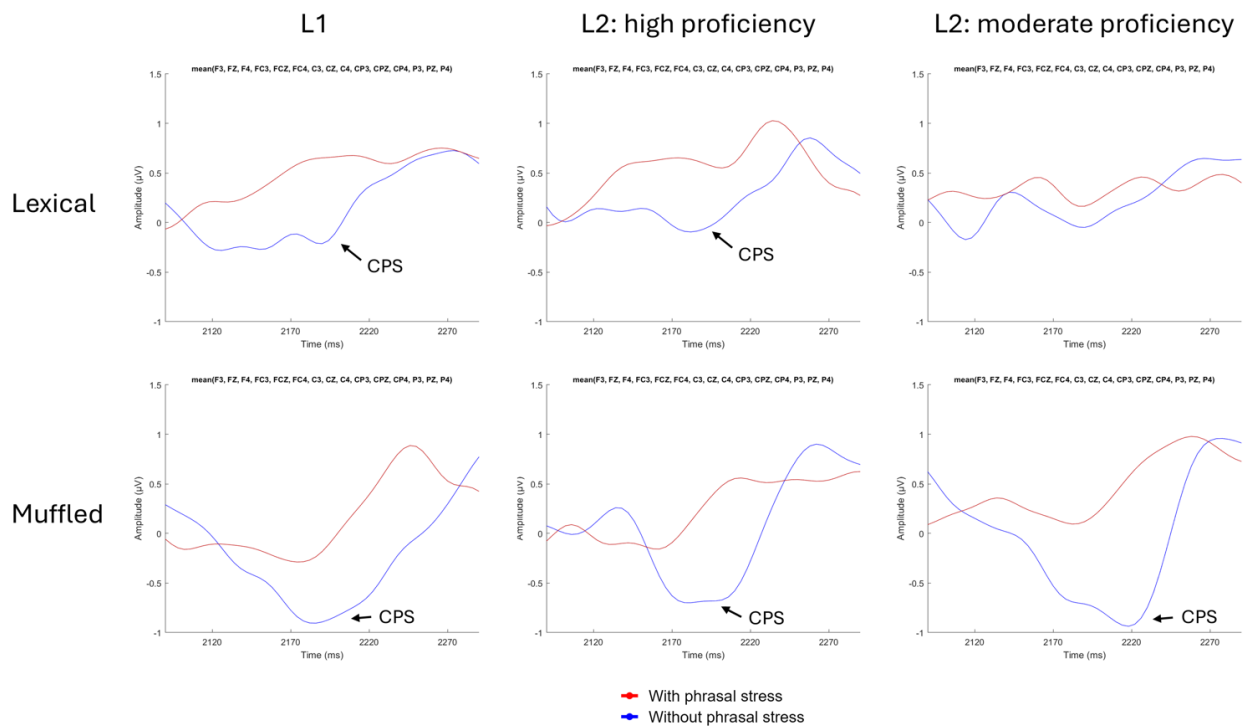 L1
L2: high proficiency
L2: moderate proficiency
Lexical
mean(F3, FZ, F4, FC3, FCZ, FC4, C3, CZ, C4, CP3, CPZ, CP4, P3, PZ, P4)
1.5
1
0.5
0
-0.5
-1
Amplitude (µV)
2120
2170
2220
2270
Time (ms)
CPS
mean(F3, FZ, F4, FC3, FCZ, FC4, C3, CZ, C4, CP3, CPZ, CP4, P3, PZ, P4)
1.5
1
0.5
0
-0.5
-1
Amplitude (µV)
2120
2170
2220
2270
Time (ms)
CPS
mean(F3, FZ, F4, FC3, FCZ, FC4, C3, CZ, C4, CP3, CPZ, CP4, P3, PZ, P4)
1.5
1
0.5
0
-0.5
-1
Amplitude (µV)
2120
2170
2220
2270
Time (ms)
Muffled
mean(F3, FZ, F4, FC3, FCZ, FC4, C3, CZ, C4, CP3, CPZ, CP4, P3, PZ, P4)
1.5
1
0.5
0
-0.5
-1
Amplitude (µV)
2120
2170
2220
2270
Time (ms)
CPS
mean(F3, FZ, F4, FC3, FCZ, FC4, C3, CZ, C4, CP3, CPZ, CP4, P3, PZ, P4)
1.5
1
0.5
0
-0.5
-1
Amplitude (µV)
2120
2170
2220
2270
Time (ms)
CPS
mean(F3, FZ, F4, FC3, FCZ, FC4, C3, CZ, C4, CP3, CPZ, CP4, P3, PZ, P4)
1.5
1
0.5
0
-0.5
-1
Amplitude (µV)
2120
2170
2220
2270
Time (ms)
CPS
With phrasal stress
Without phrasal stress